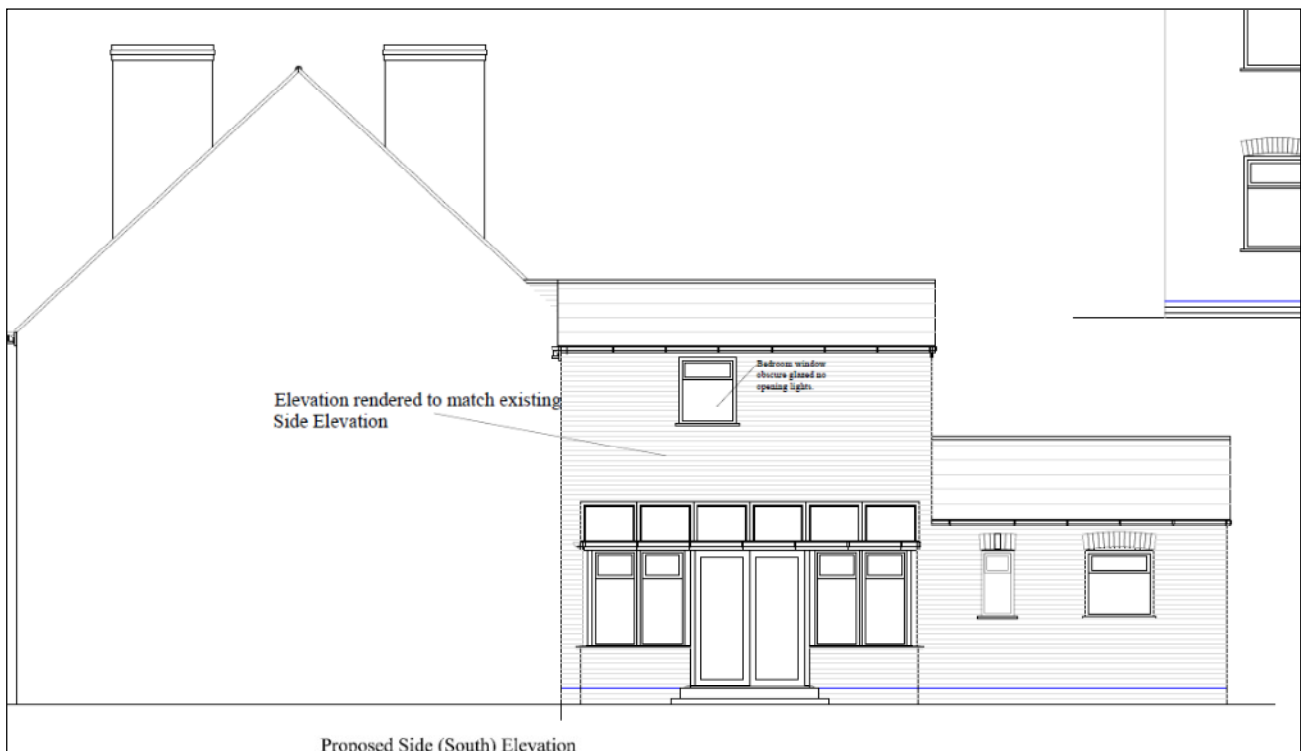 Bedroom window
obscure glazed no
opening lights.
Elevation rendered to match existing
Side Elevation
Proposed Side (South) Elevation